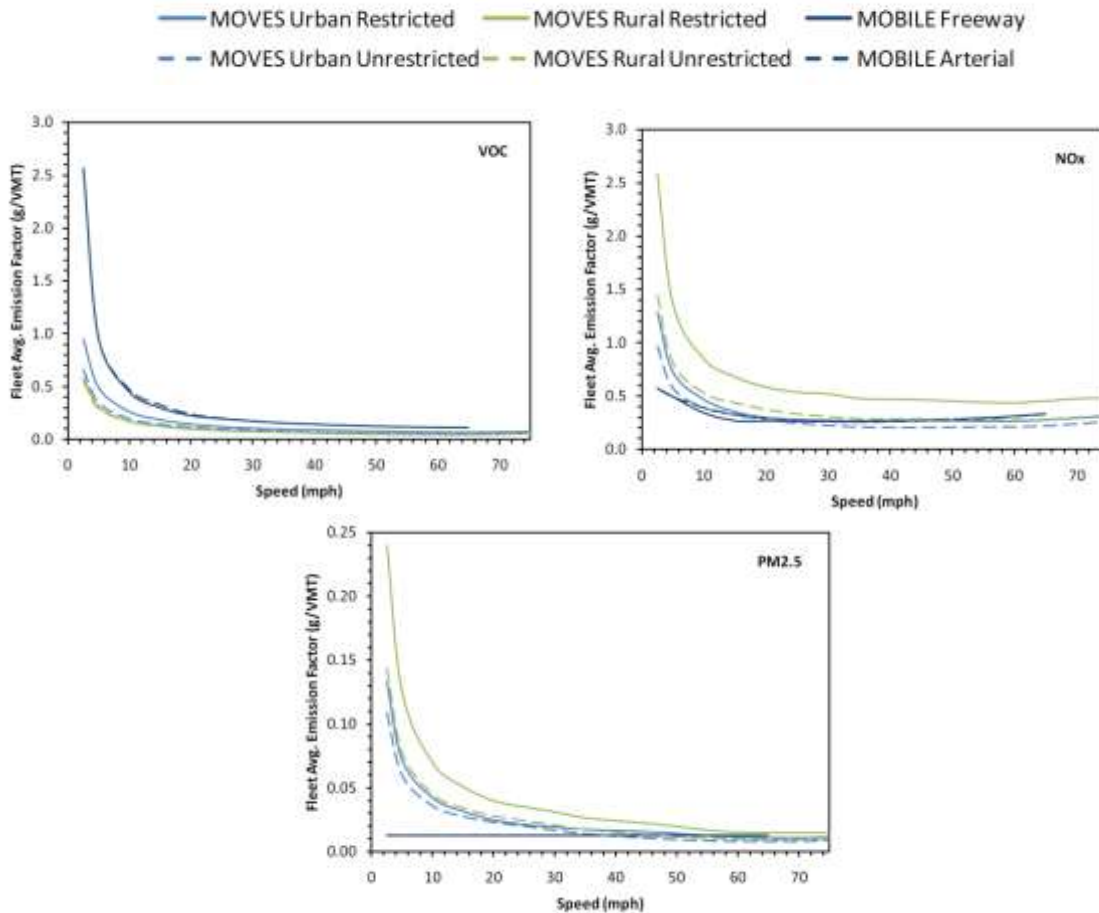 MOVES Urban Restricted MOVES Rural Restricted MOBILE Freeway
MOVES Urban Unrestricted MOVES Rural Unrestricted MOBILE Arterial
VOC
Fleet Avg. Emission Factor (g/VMT)
3.0
2.5
2.0
1.5
1.0
0.5
0.0
0 10 20 30 40 50 60 70
Speed (mph)
NOx
Fleet Avg. Emission Factor (g/VMT)
3.0
2.5
2.0
1.5
1.0
0.5
0.0
0 10 20 30 40 50 60 70
Speed (mph)
PM2.5
Fleet Avg. Emission Factor (g/VMT)
0.25
0.20
0.15
0.10
0.05
0.00
0 10 20 30 40 50 60 70
Speed (mph)